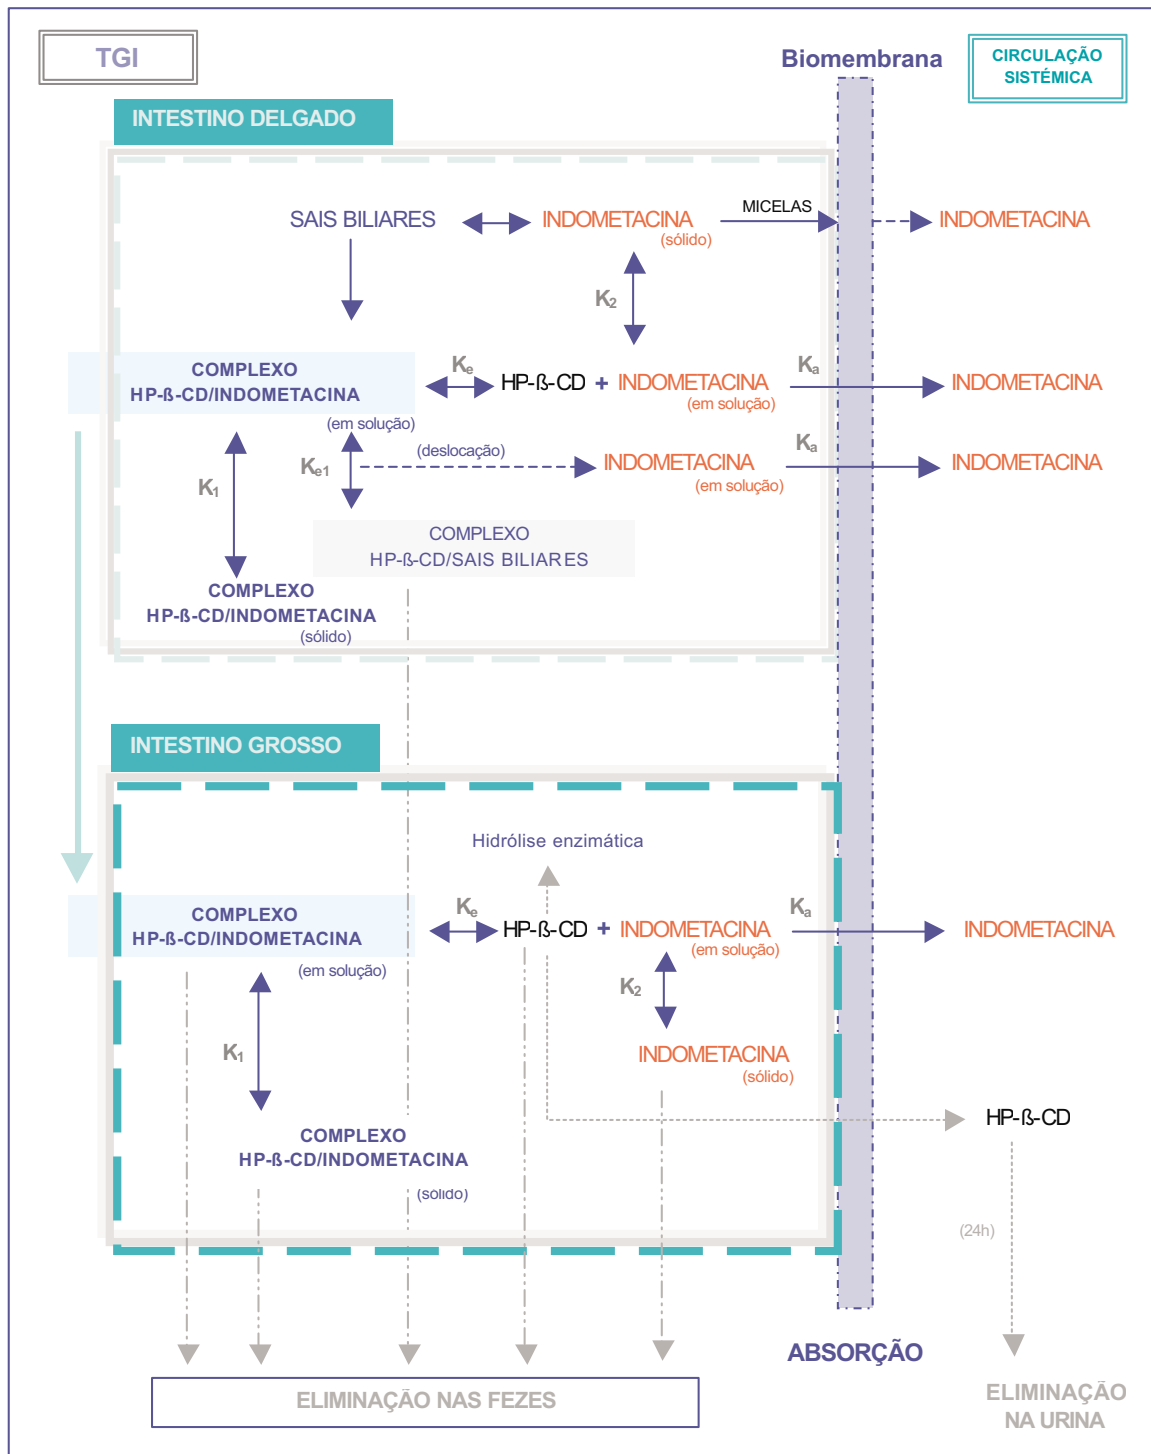 TGI
Biomembrana
CIRCULAÇÃO
SISTÉMICA
INTESTINO DELGADO
SAIS BILIARES
INDOMETACINA
(sólido)
MICELAS
INDOMETACINA
K2
COMPLEXO
HP-ß-CD/INDOMETACINA
(em solução)
Ke
HP-ß-CD + INDOMETACINA
(em solução)
Ka
INDOMETACINA
K1
Ke1
(deslocação)
INDOMETACINA
(em solução)
Ka
INDOMETACINA
COMPLEXO
HP-ß-CD/SAIS BILIARES
COMPLEXO
HP-ß-CD/INDOMETACINA
(sólido)
INTESTINO GROSSO
Hidrólise enzimática
COMPLEXO
HP-ß-CD/INDOMETACINA
(em solução)
Ke
HP-ß-CD + INDOMETACINA
(em solução)
Ka
INDOMETACINA
K1
K2
INDOMETACINA
(sólido)
HP-ß-CD
COMPLEXO
HP-ß-CD/INDOMETACINA
(sólido)
(24h)
ABSORÇÃO
ELIMINAÇÃO NAS FEZES
ELIMINAÇÃO
NA URINA